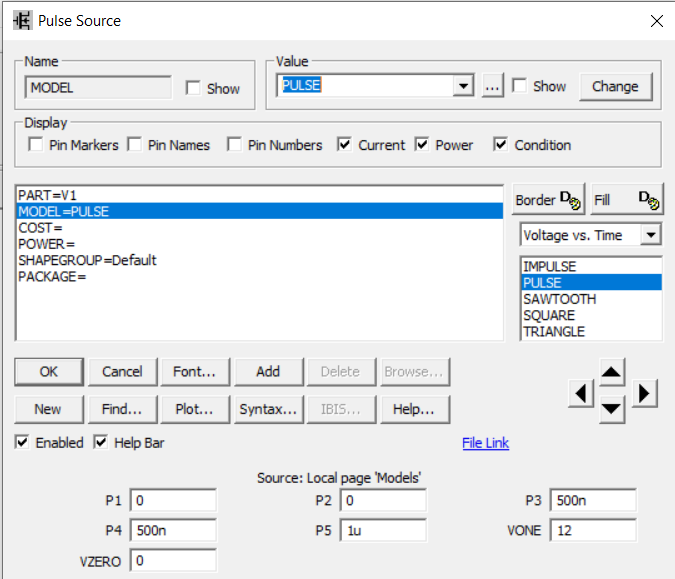 Pulse Source
Name
MODEL Show
Value
PULSE ... Show Change
Display
Pin Markers Pin Names Pin Numbers Current Power Condition
PART=V1
MODEL=PULSE
COST=
POWER=
SHAPEGROUP=Default
PACKAGE=
Border D Fill D
Voltage vs. Time
IMPULSE
PULSE
SAWTOOTH
SQUARE
TRIANGLE
OK Cancel Font... Add Delete Browse...
New Find... Plot... Syntax... IBIS... Help...
Enabled Help Bar File Link
Source: Local page 'Models'
P1 0 P2 0 P3 500n
P4 500n P5 1u VONE 12
VZERO 0